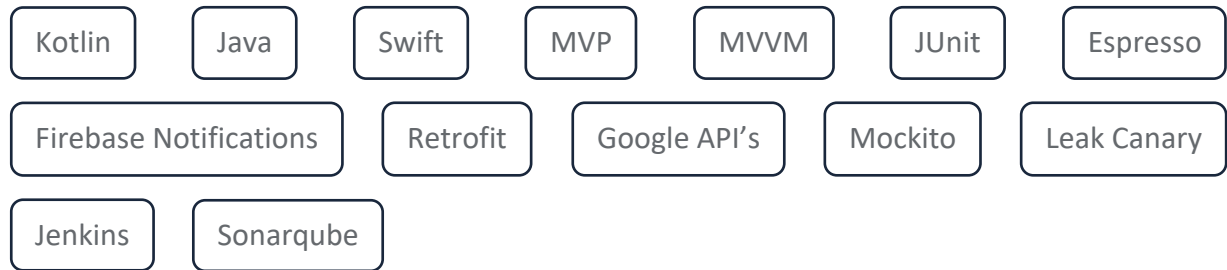 Kotlin Java Swift MVP MVVM JUnit Espresso
Firebase Notifications Retrofit Google API’s Mockito Leak Canary
Jenkins Sonarqube